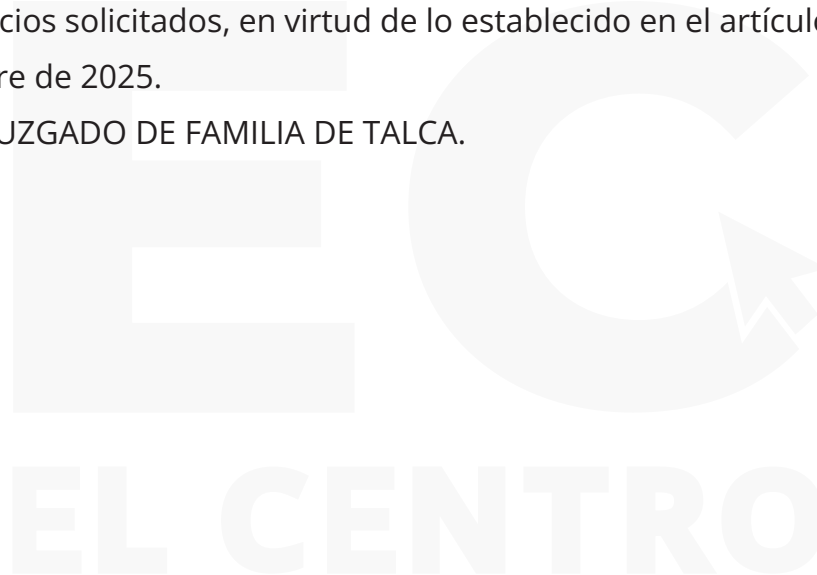 cios solicitados, en virtud de lo establecido en el artícul
re de 2025.
UZGADO DE FAMILIA DE TALCA.
EC
EL CENTRO